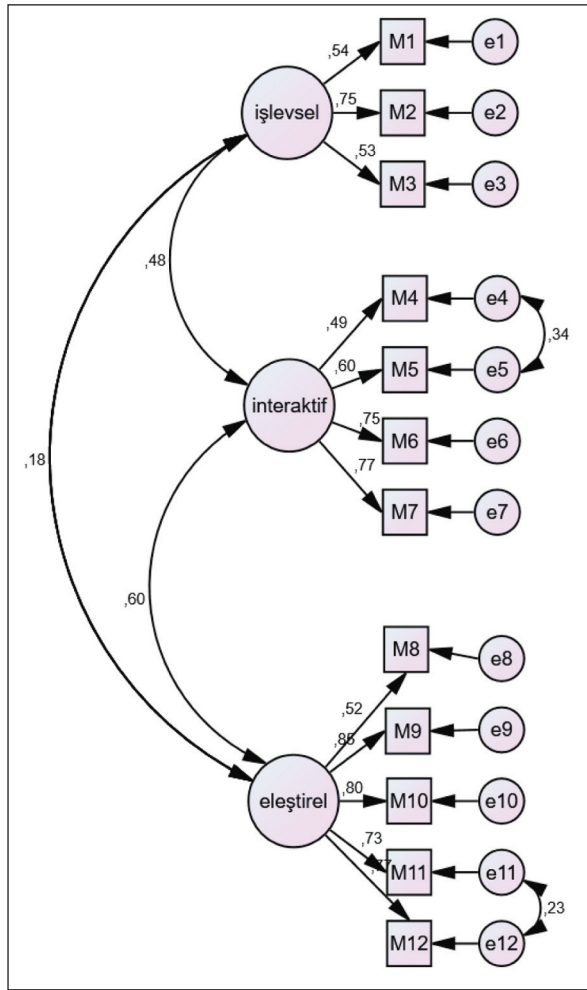 ,54
M1
e1
işlevsel
,75
M2
e2
,53
M3
e3
,48
M4
e4
,49
,34
,60
M5
e5
interaktif
,75
M6
e6
,18
,77
M7
e7
,60
M8
e8
,52
,85
M9
e9
eleştirel
,80
M10
e10
,73
,77
M11
e11
,23
M12
e12